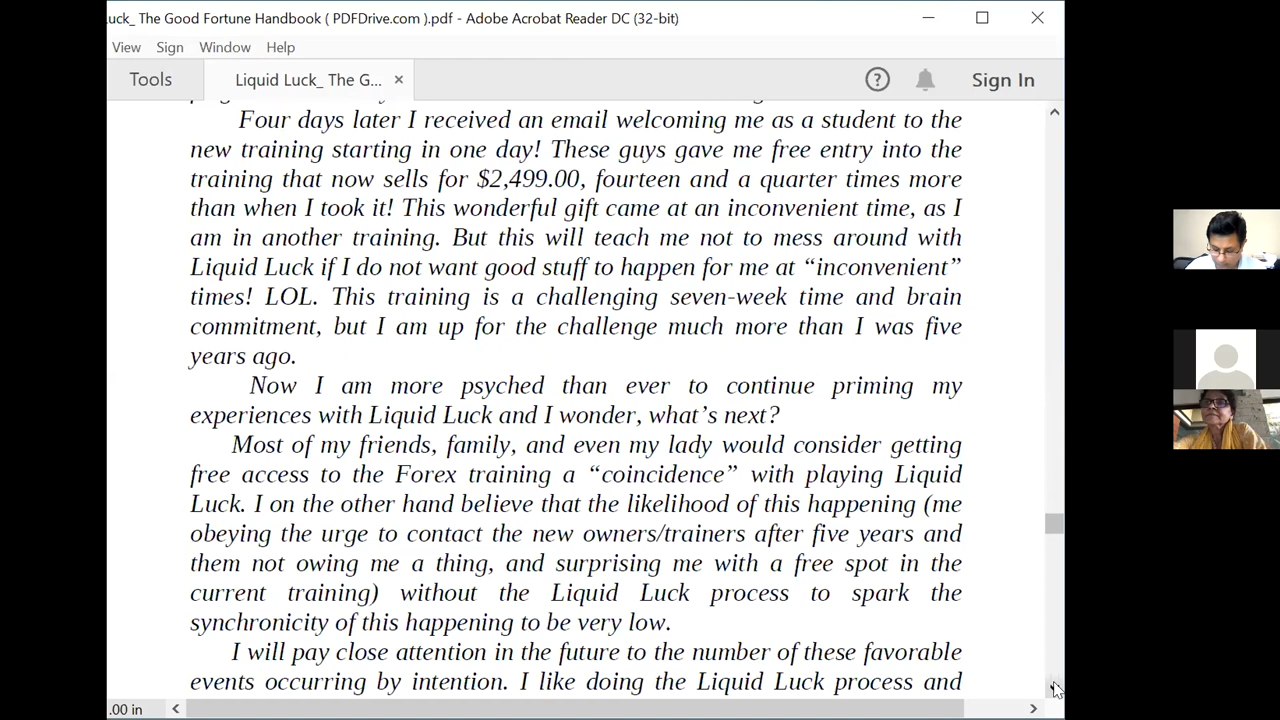 uck_ The Good Fortune Handbook ( PDFDrive.com ).pdf - Adobe Acrobat Reader DC (32-bit)
View Sign Window Help
Tools Liquid Luck_ The G... × Sign In
Four days later I received an email welcoming me as a student to the
new training starting in one day! These guys gave me free entry into the
training that now sells for $2,499.00, fourteen and a quarter times more
than when I took it! This wonderful gift came at an inconvenient time, as I
am in another training. But this will teach me not to mess around with
Liquid Luck if I do not want good stuff to happen for me at “inconvenient”
times! LOL. This training is a challenging seven-week time and brain
commitment, but I am up for the challenge much more than I was five
years ago.
Now I am more psyched than ever to continue priming my
experiences with Liquid Luck and I wonder, what’s next?
Most of my friends, family, and even my lady would consider getting
free access to the Forex training a “coincidence” with playing Liquid
Luck. I on the other hand believe that the likelihood of this happening (me
obeying the urge to contact the new owners/trainers after five years and
them not owing me a thing, and surprising me with a free spot in the
current training) without the Liquid Luck process to spark the
synchronicity of this happening to be very low.
I will pay close attention in the future to the number of these favorable
events occurring by intention. I like doing the Liquid Luck process and
.00 in